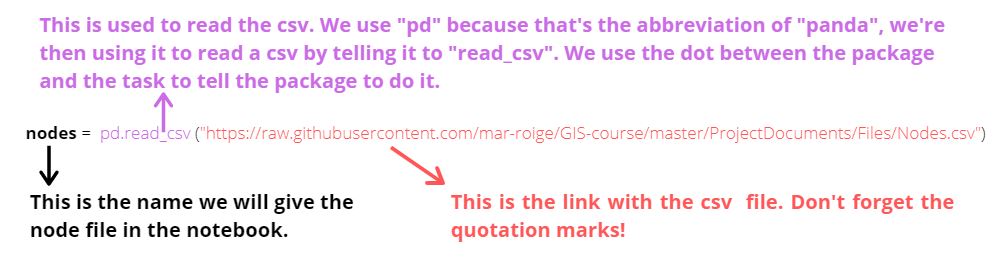 This is used to read the csv. We use "pd" because that's the abbreviation of "panda", we're
then using it to read a csv by telling it to "read_csv". We use the dot between the package
and the task to tell the package to do it.
nodes = pd.read_csv ("https://raw.githubusercontent.com/mar-roige/GIS-course/master/ProjectDocuments/Files/Nodes.csv")
This is the name we will give the
node file in the notebook.
This is the link with the csv file. Don't forget the
quotation marks!